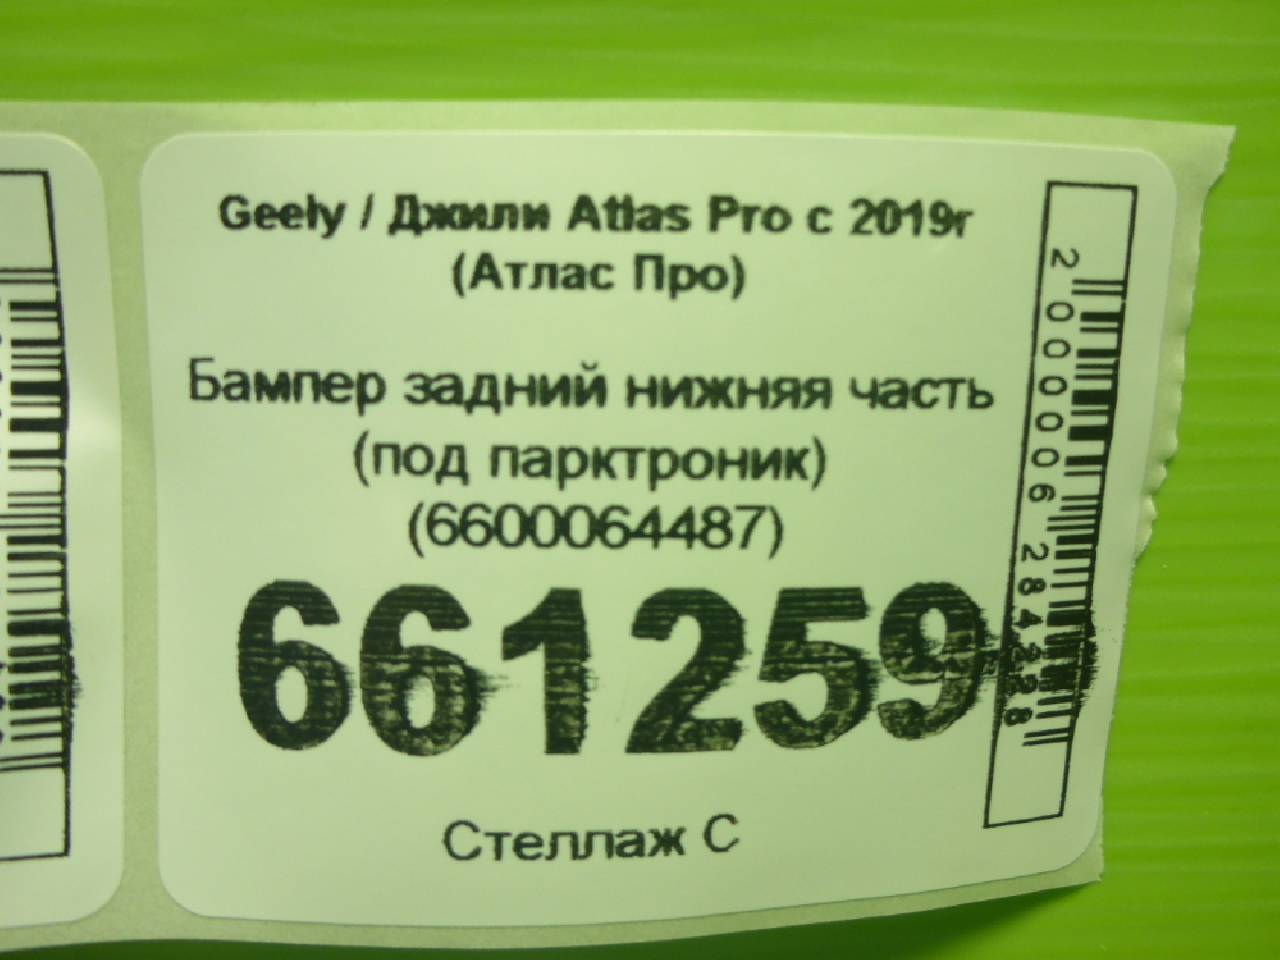 Geely / Джили Atlas Pro с 2019г
(Атлас Про)
Бампер задний нижняя часть
(под парктроник)
(6600064487)
661259
Стеллаж С
2000006284228